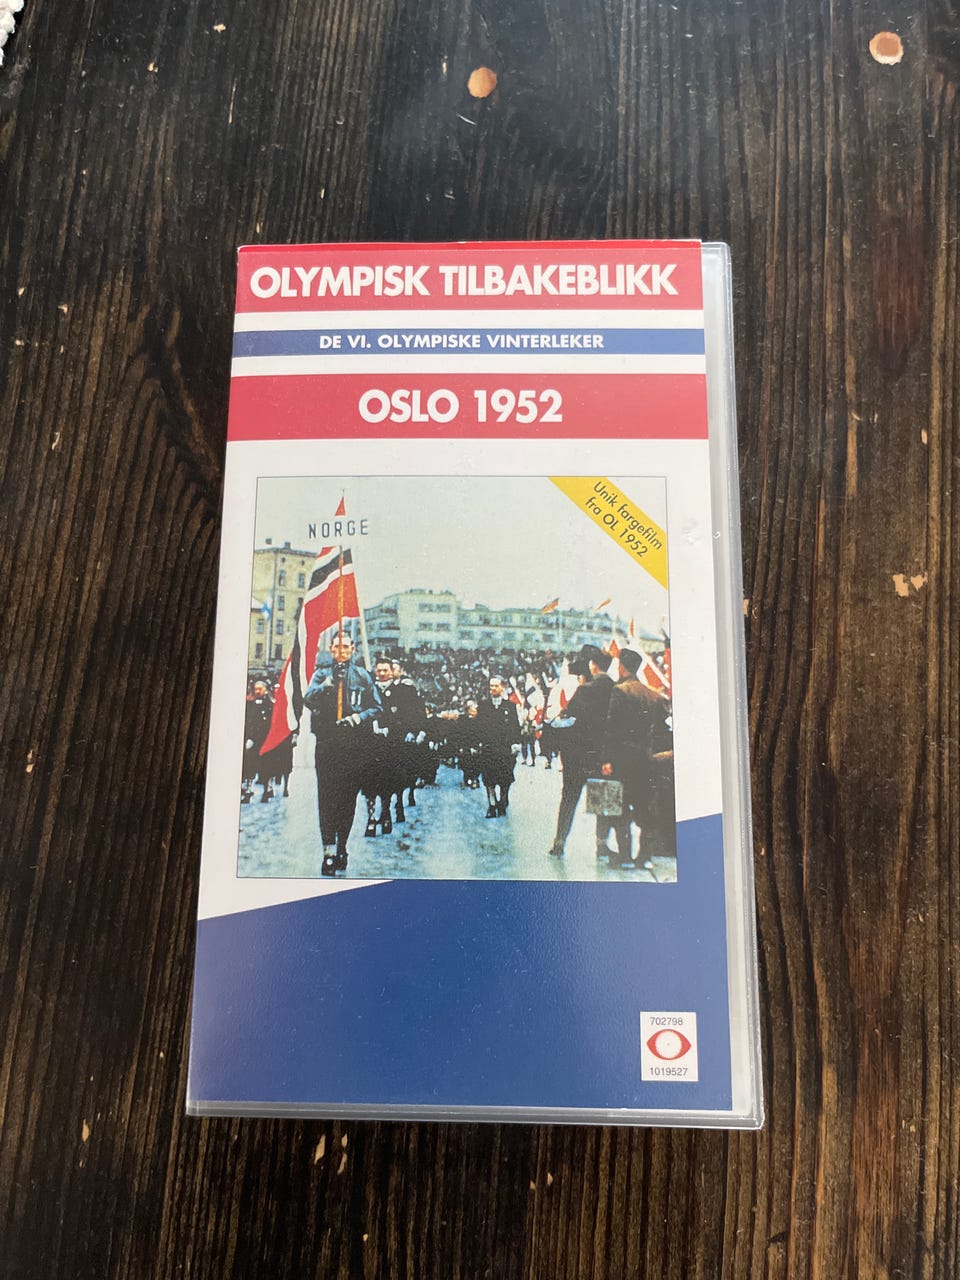 OLYMPISK TILBAKEBLIKK
DE VI. OLYMPISKE VINTERLEKER
OSLO 1952
Unik fargefilm
fra OL 1952
NORGE
702798
1019527